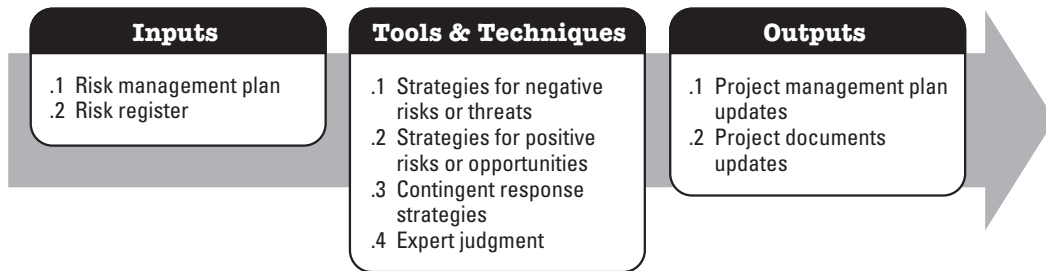 Inputs
.1 Risk management plan
.2 Risk register
Tools & Techniques
.1 Strategies for negative
risks or threats
.2 Strategies for positive
risks or opportunities
.3 Contingent response
strategies
.4 Expert judgment
Outputs
.1 Project management plan
updates
.2 Project documents
updates